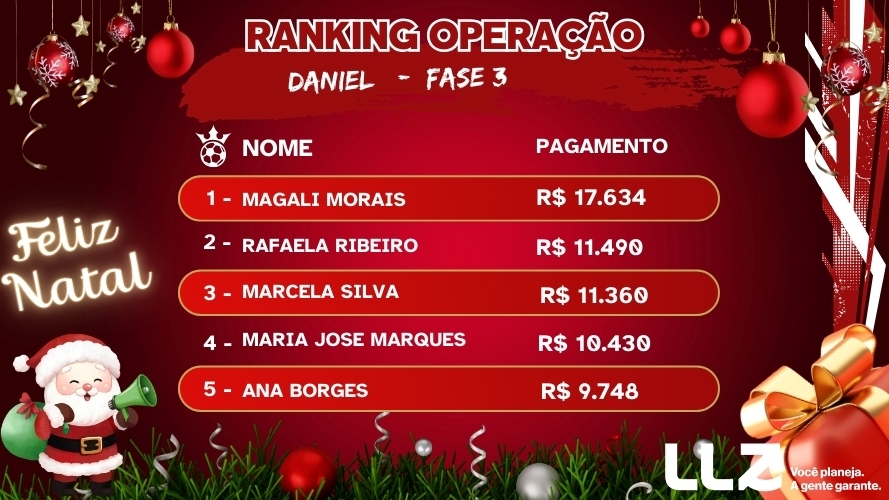 RANKING OPERAÇÃO
DANIEL - FASE 3
NOME PAGAMENTO
1 - MAGALI MORAIS R$ 17.634
2 - RAFAELA RIBEIRO R$ 11.490
3 - MARCELA SILVA R$ 11.360
4 - MARIA JOSE MARQUES R$ 10.430
5 - ANA BORGES R$ 9.748
Feliz
Natal
LLZ
Você planeja.
A gente garante.